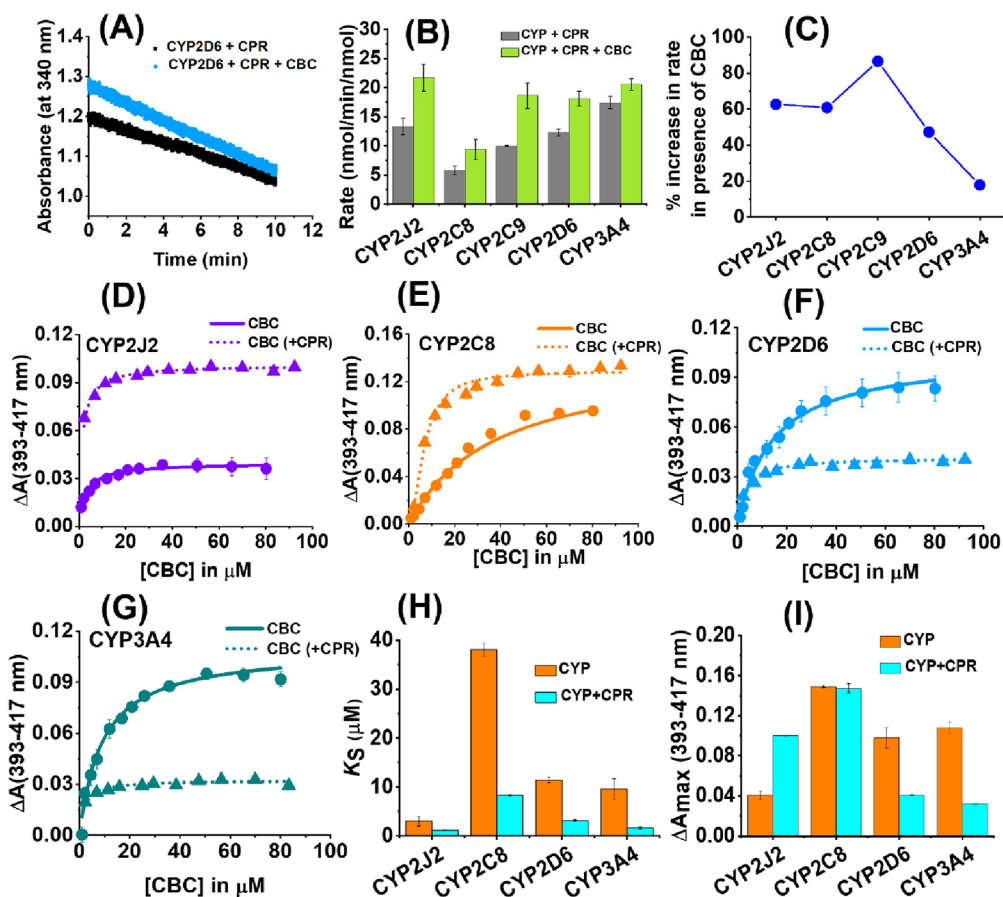 (A)
CYP2D6 + CPR
CYP2D6 + CPR + CBC
Absorbance (at 340 nm)
1.4
1.3
1.2
1.1
1.0
0 2 4 6 8 10 12
Time (min)
(B)
CYP + CPR
CYP + CPR + CBC
Rate (nmol/min/nmol)
30
25
20
15
10
5
0
CYP2J2
CYP2C8
CYP2C9
CYP2D6
CYP3A4
(C)
% increase in rate
in presence of CBC
100
80
60
40
20
0
CYP2J2
CYP2C8
CYP2C9
CYP2D6
CYP3A4
(D)
CYP2J2
CBC
CBC (+CPR)
ΔA(393-417 nm)
0.12
0.09
0.06
0.03
0.00
0 20 40 60 80 100
[CBC] in μM
(E)
CYP2C8
CBC
CBC (+CPR)
ΔA(393-417 nm)
0.16
0.12
0.08
0.04
0.00
0 20 40 60 80 100
[CBC] in μM
(F)
CYP2D6
CBC
CBC (+CPR)
ΔA(393-417 nm)
0.12
0.09
0.06
0.03
0.00
0 20 40 60 80 100
[CBC] in μM
(G)
CYP3A4
CBC
CBC (+CPR)
ΔA(393-417 nm)
0.12
0.09
0.06
0.03
0.00
0 20 40 60 80 100
[CBC] in μM
(H)
CYP
CYP+CPR
KS (μM)
40
30
20
10
0
CYP2J2
CYP2C8
CYP2D6
CYP3A4
(I)
CYP
CYP+CPR
ΔAmax (393-417 nm)
0.20
0.16
0.12
0.08
0.04
0.00
CYP2J2
CYP2C8
CYP2D6
CYP3A4